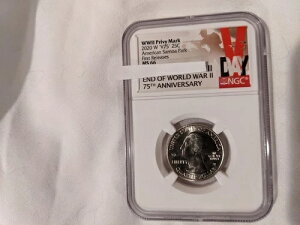 WWII Privy Mark
2020 W 'V75' 25C
American Samoa Park
First Releases
MS 66
END OF WORLD WAR II
75TH ANNIVERSARY
V
DAY
NGC
LIBERTY